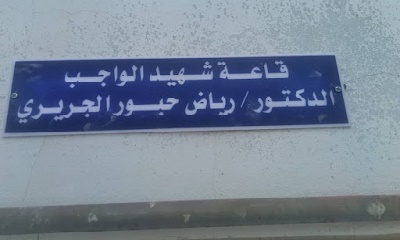 قاعة شهيد الواجب
الدكتور / رياض حبور الجريري